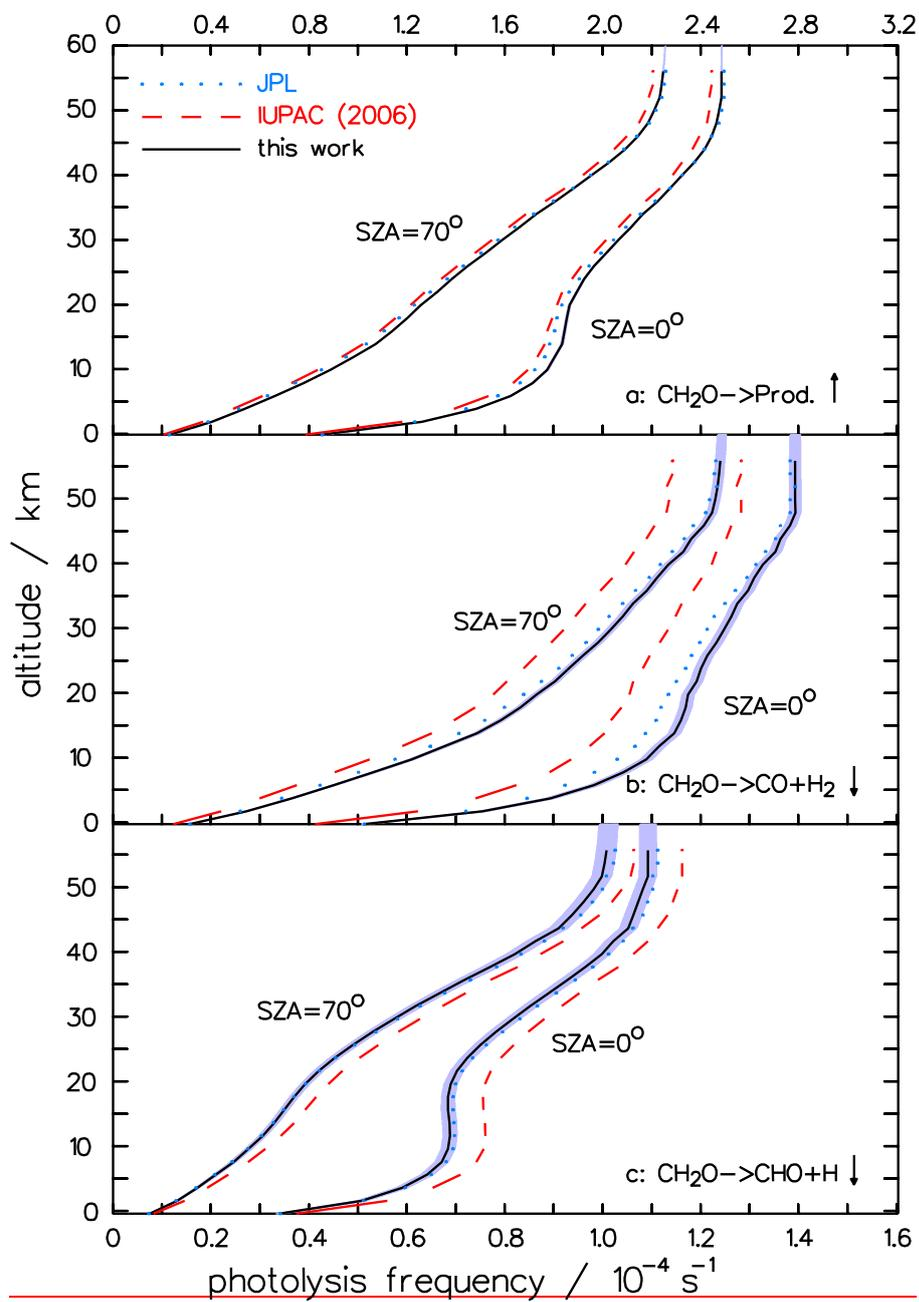 0 0.4 0.8 1.2 1.6 2.0 2.4 2.8 3.2
60
JPL
50
IUPAC (2006)
this work
40
SZA=70°
30
20
SZA=0°
10
a: CH2O->Prod. ↑
0
50
40
30
SZA=70°
20
SZA=0°
10
b: CH2O->CO+H2 ↓
0
50
40
30
SZA=70°
SZA=0°
20
10
c: CH2O->CHO+H ↓
0
0 0.2 0.4 0.6 0.8 1.0 1.2 1.4 1.6
altitude / km
photolysis frequency / 10⁻⁴ s⁻¹